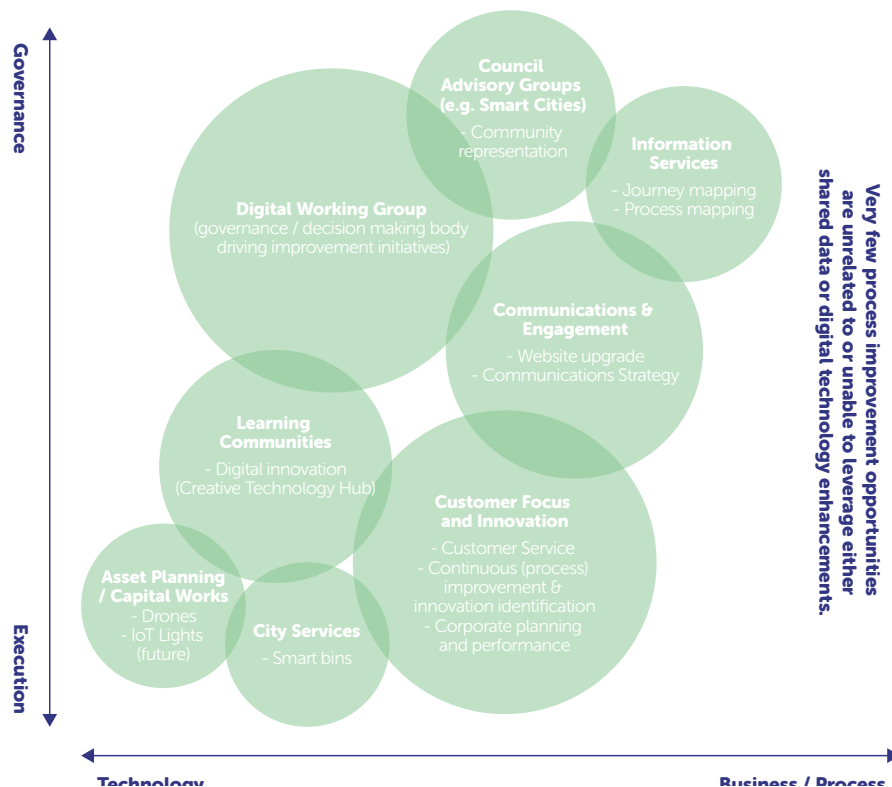 Governance
Council
Advisory Groups
(e.g. Smart Cities)
- Community
representation
Information
Services
- Journey mapping
- Process mapping
Digital Working Group
(governance / decision making body
driving improvement initiatives)
Communications &
Engagement
- Website upgrade
- Communications Strategy
Learning
Communities
- Digital innovation
(Creative Technology Hub)
Customer Focus
and Innovation
- Customer Service
- Continuous (process)
improvement &
innovation identification
- Corporate planning
and performance
Asset Planning
/ Capital Works
- Drones
- IoT Lights
(future)
City Services
- Smart bins
Execution
Very few process improvement opportunities
are unrelated to or unable to leverage either
shared data or digital technology enhancements.
Technology
Business / Process